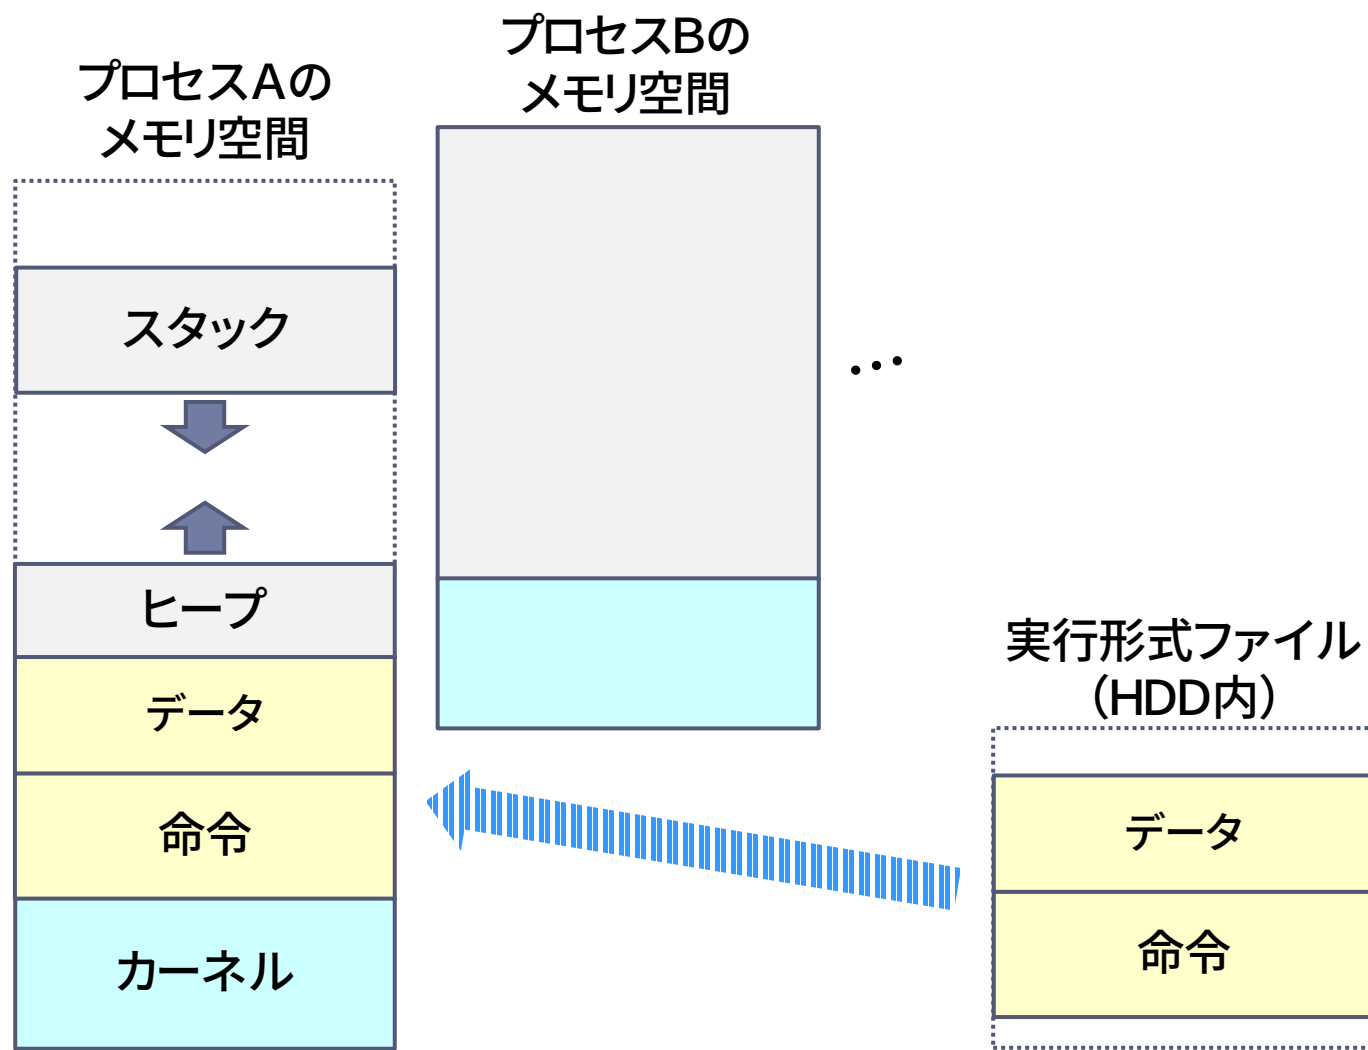 プロセスAの
メモリ空間
プロセスBの
メモリ空間
スタック
…
ヒープ
データ
命令
カーネル
実行形式ファイル
（HDD内）
データ
命令